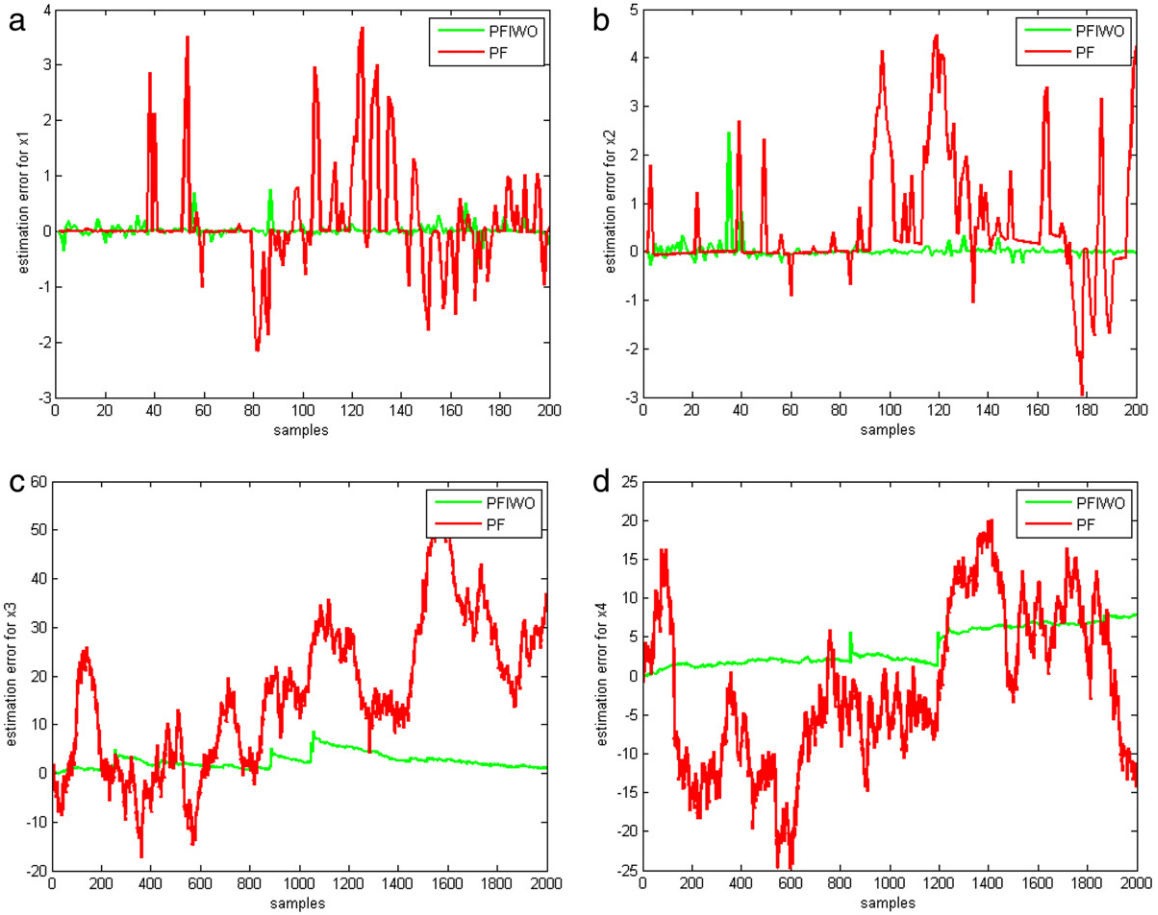 a
4
3
2
1
0
-1
-2
-3
0 20 40 60 80 100 120 140 160 180 200
estimation error for x1
samples
PFIWO
PF
b
5
4
3
2
1
0
-1
-2
-3
0 20 40 60 80 100 120 140 160 180 200
estimation error for x2
samples
PFIWO
PF
c
60
50
40
30
20
10
0
-10
-20
0 200 400 600 800 1000 1200 1400 1600 1800 2000
estimation error for x3
samples
PFIWO
PF
d
25
20
15
10
5
0
-5
-10
-15
-20
-25
0 200 400 600 800 1000 1200 1400 1600 1800 2000
estimation error for x4
samples
PFIWO
PF